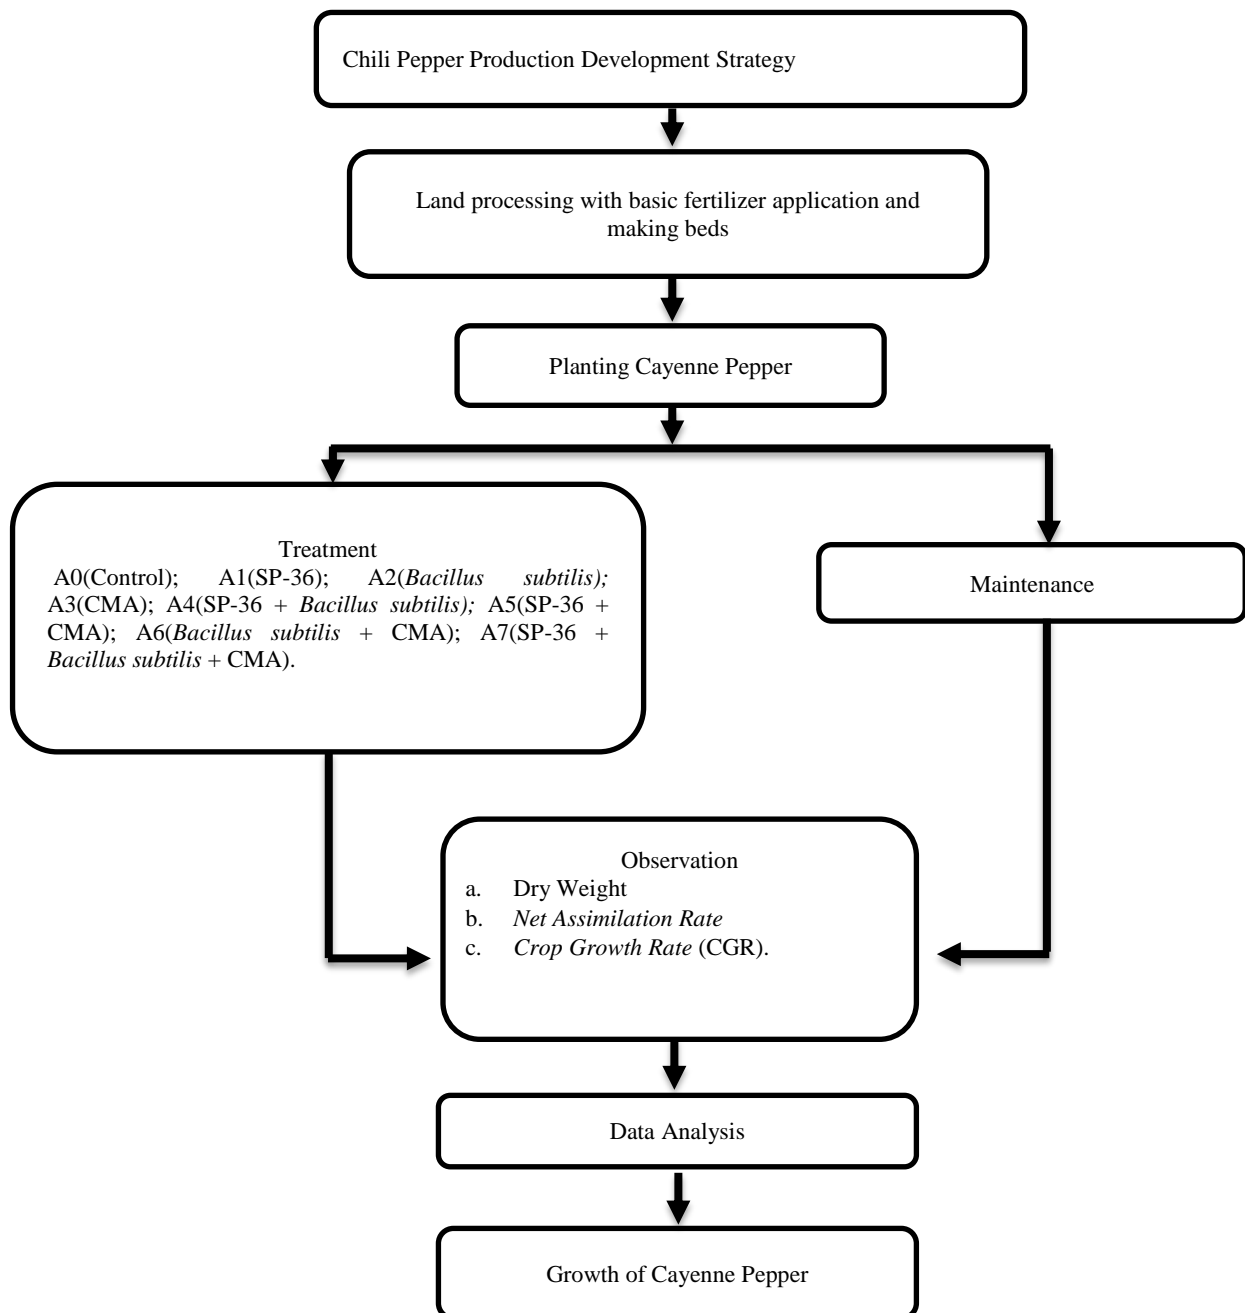 Chili Pepper Production Development Strategy
Land processing with basic fertilizer application and
making beds
Planting Cayenne Pepper
Treatment
A0(Control); A1(SP-36); A2(Bacillus subtilis);
A3(CMA); A4(SP-36 + Bacillus subtilis); A5(SP-36 +
CMA); A6(Bacillus subtilis + CMA); A7(SP-36 +
Bacillus subtilis + CMA).
Maintenance
Observation
a. Dry Weight
b. Net Assimilation Rate
c. Crop Growth Rate (CGR).
Data Analysis
Growth of Cayenne Pepper